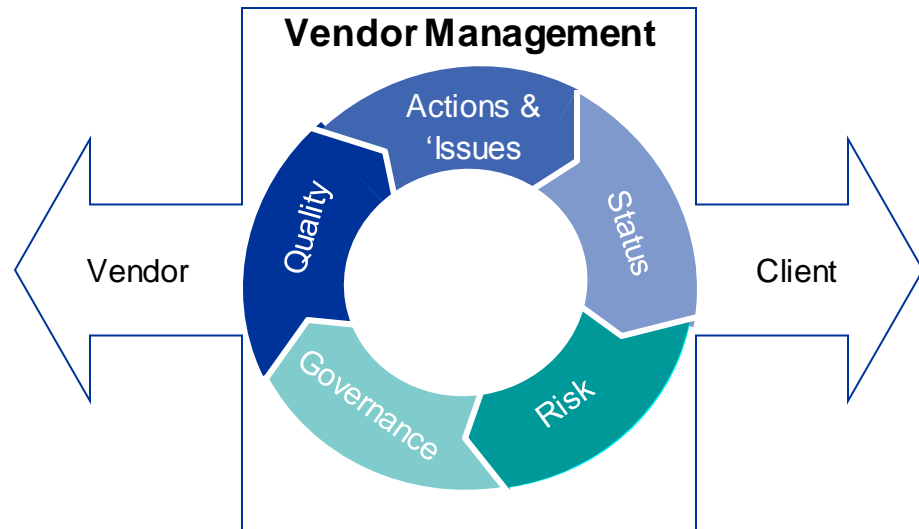 Vendor Management
Actions &
‘Issues
Quality
Status
Vendor
Client
Governance
Risk